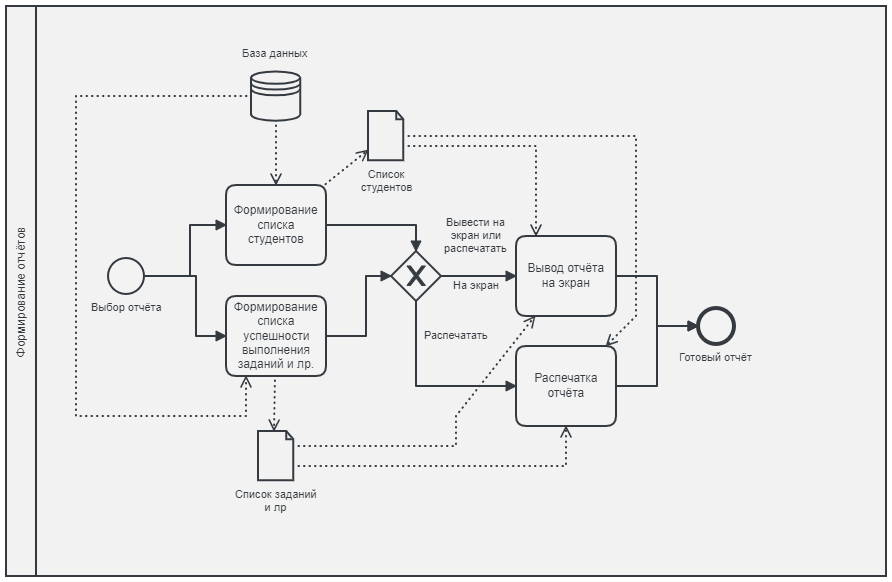 Формирование отчётов
База данных
Список
студентов
Формирование
списка
студентов
Вывести на
экран или
распечатать
Вывод отчёта
на экран
На экран
Выбор отчёта
Формирование
списка
успешности
выполнения
заданий и лр.
Распечатать
Готовый отчёт
Распечатка
отчёта
Список заданий
и лр